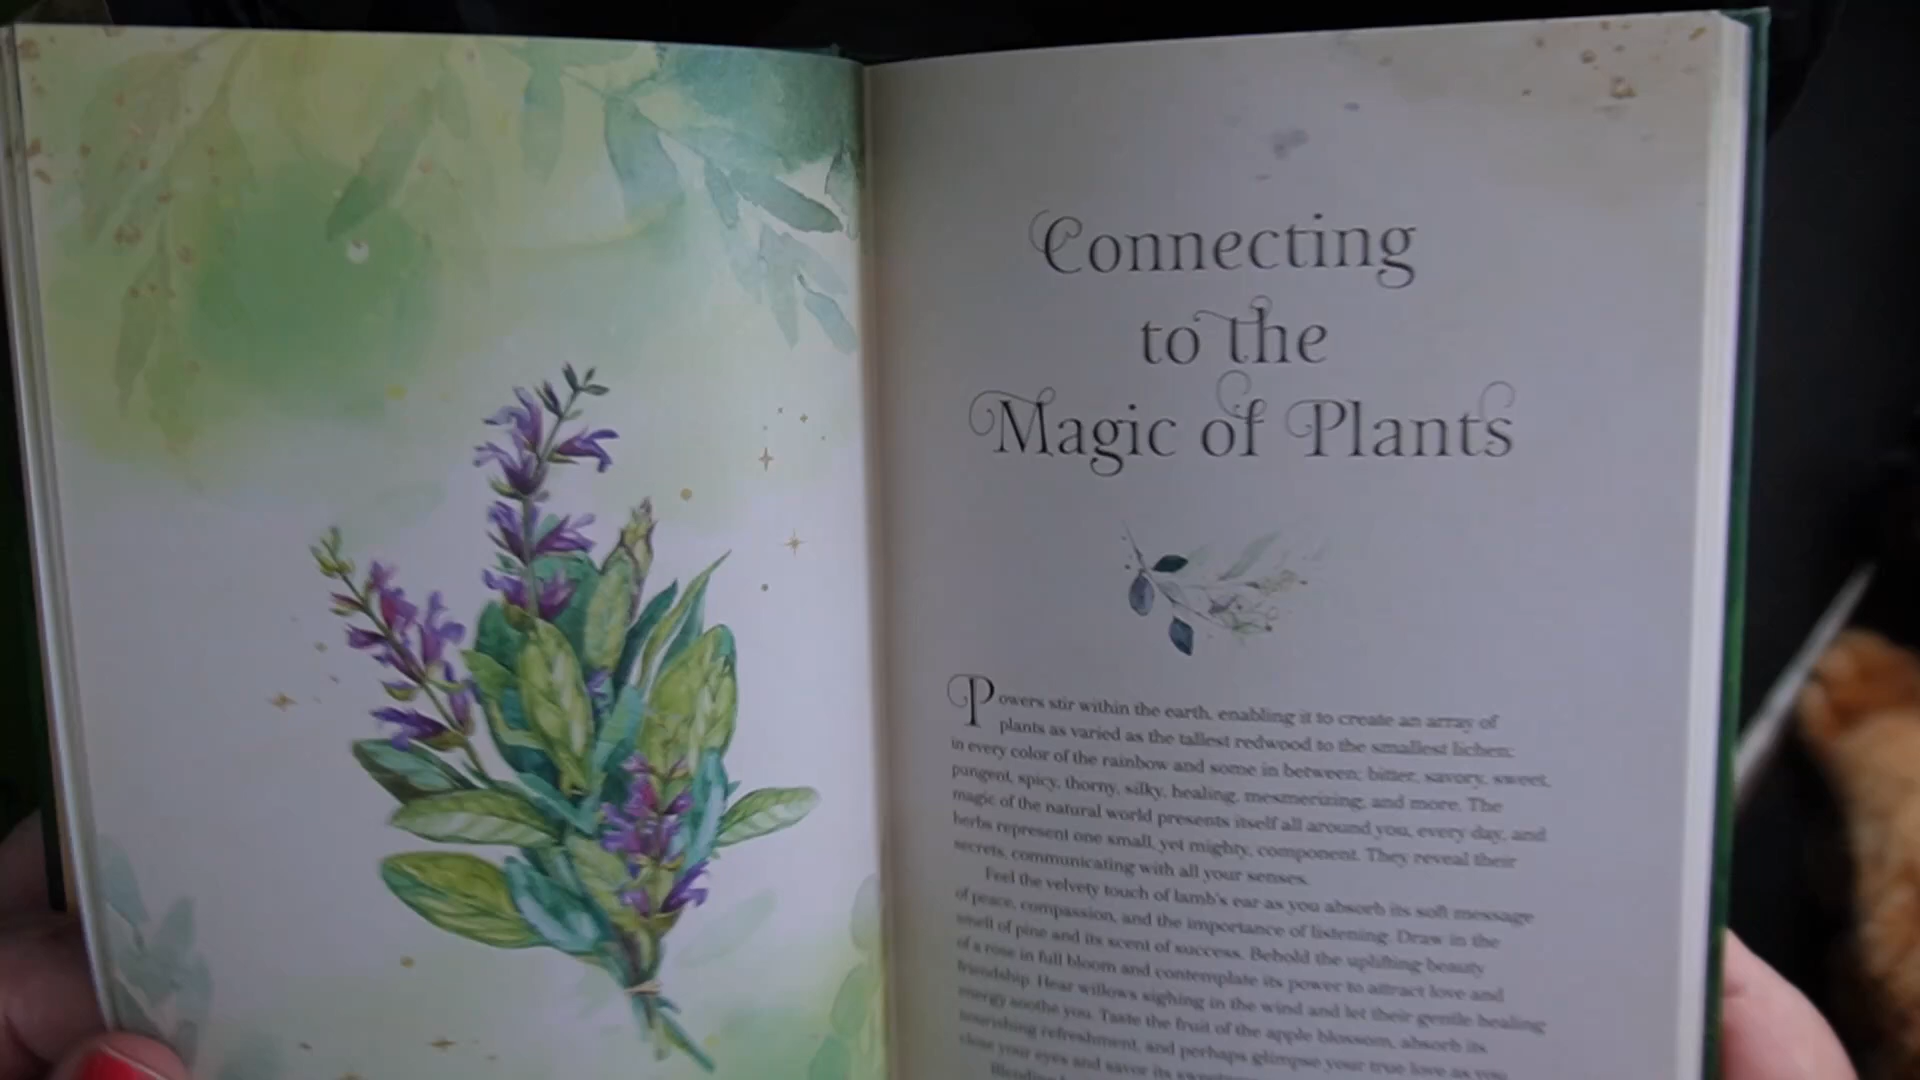 Connecting
to the
Magic of Plants
Powers stir within the earth, enabling it to create an array of
plants as varied as the tallest redwood to the smallest lichen;
in every color of the rainbow and some in between; bitter, savory, sweet,
pungent, spicy, thorny, silky, healing, mesmerizing, and more. The
magic of the natural world presents itself all around you, every day, and
herbs represent one small, yet mighty, component. They reveal their
secrets, communicating with all your senses.
Feel the velvety touch of lamb's ear as you absorb its soft message
of peace, compassion, and the importance of listening. Draw in the
smell of pine and its scent of success. Behold the uplifting beauty
of a rose in full bloom and contemplate its power to attract love and
friendship. Hear willows sighing in the wind and let their gentle healing
energy soothe you. Taste the fruit of the apple blossom, absorb its
nourishing refreshment, and perhaps glimpse your true love as you
close your eyes and savor its